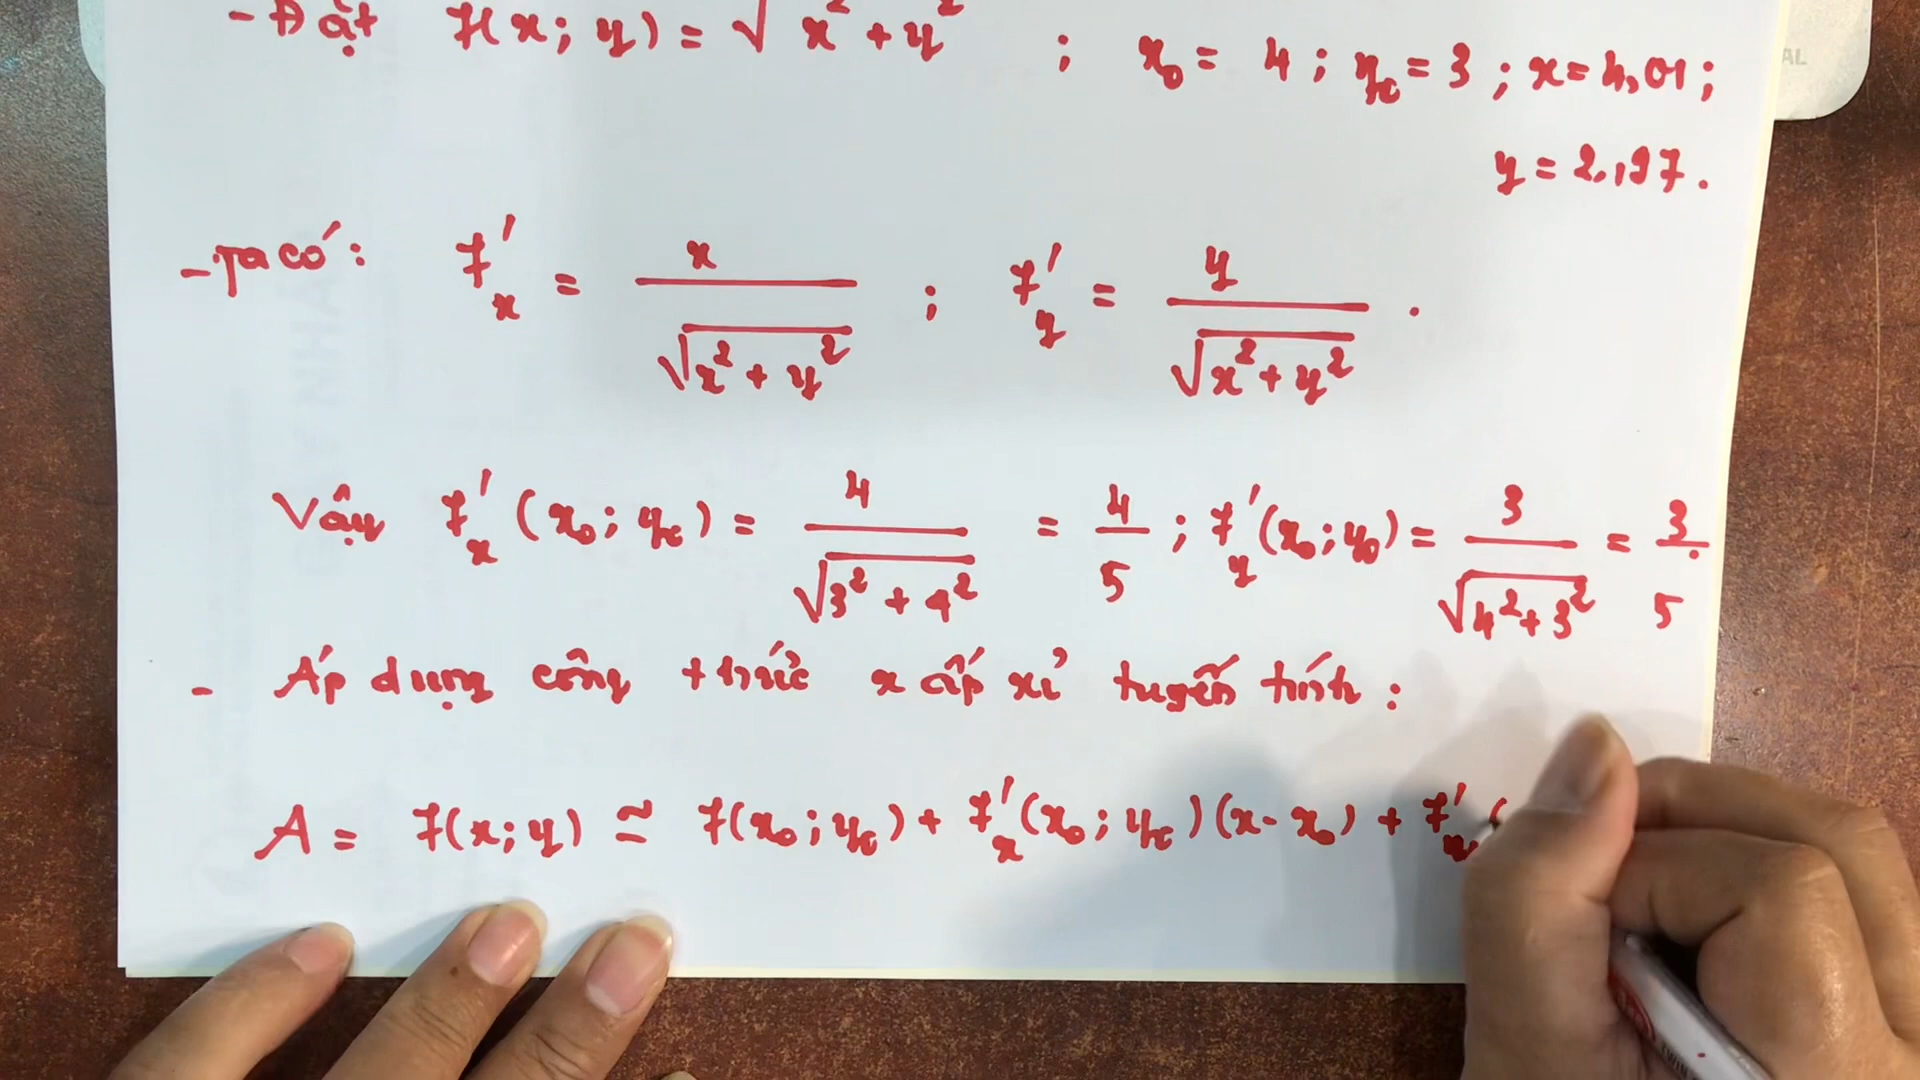 - Đặt f(x; y) = √x²+y² ; x₀ = 4 ; y₀ = 3 ; x = 4,01 ;
y = 2,197.
- Ta có: f'ₓ = x / √(x²+y²) ; f'y = y / √(x²+y²) .
Vậy f'ₓ(x₀; y₀) = 4 / √(3²+4²) = 4/5 ; f'y(x₀; y₀) = 3 / √(4²+3²) = 3/5
- Áp dụng công thức xấp xỉ tuyến tính :
A = f(x; y) ≃ f(x₀; y₀) + f'ₓ(x₀; y₀)(x - x₀) + f'y (